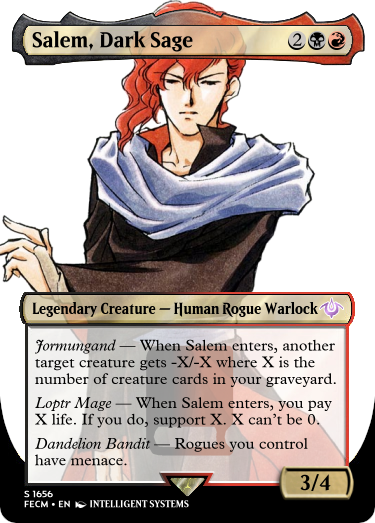 Salem, Dark Sage 2
Legendary Creature — Human Rogue Warlock
Jormungand — When Salem enters, another
target creature gets -X/-X where X is the
number of creature cards in your graveyard.
Loptr Mage — When Salem enters, you pay
X life. If you do, support X. X can't be 0.
Dandelion Bandit — Rogues you control
have menace.
3/4
S 1656
FECM • EN INTELLIGENT SYSTEMS